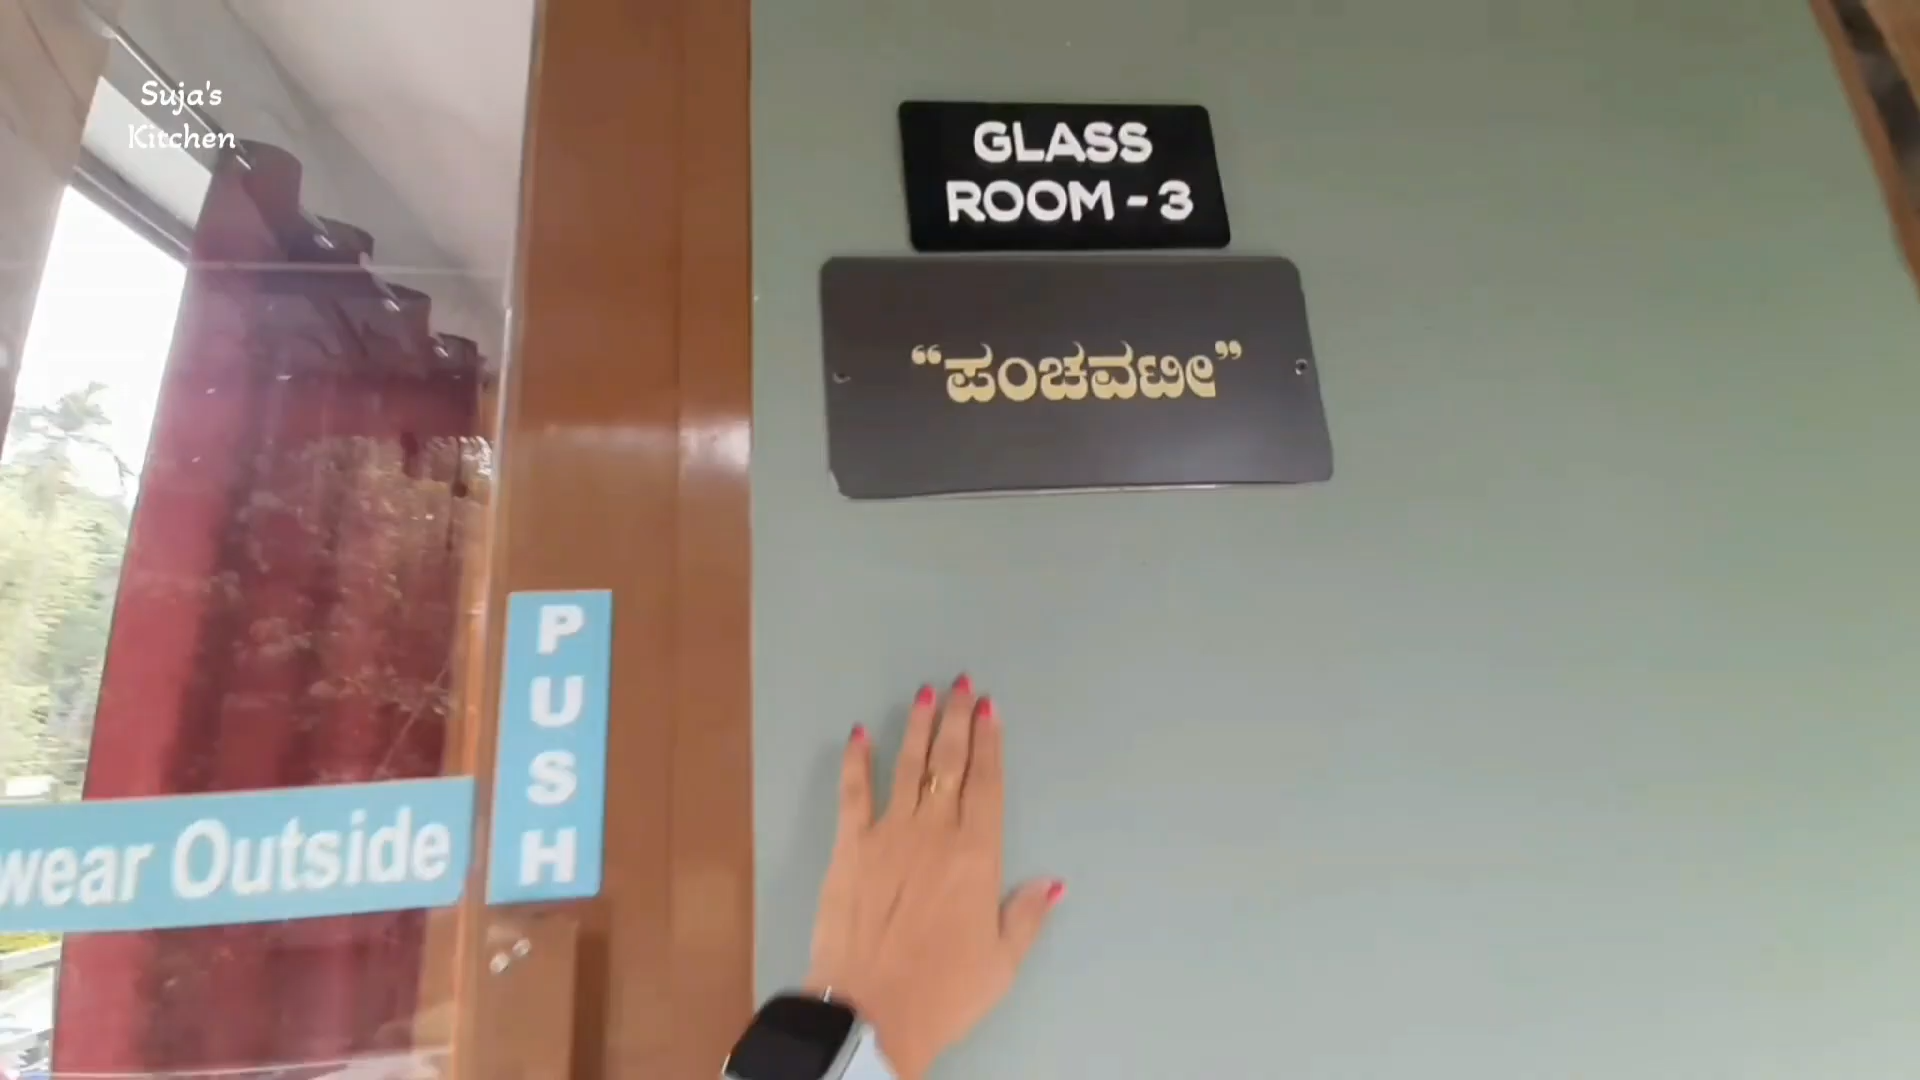 Suja's
Kitchen
GLASS
ROOM - 3
“ಪಂಚವಟೀ”
PUSH
wear Outside